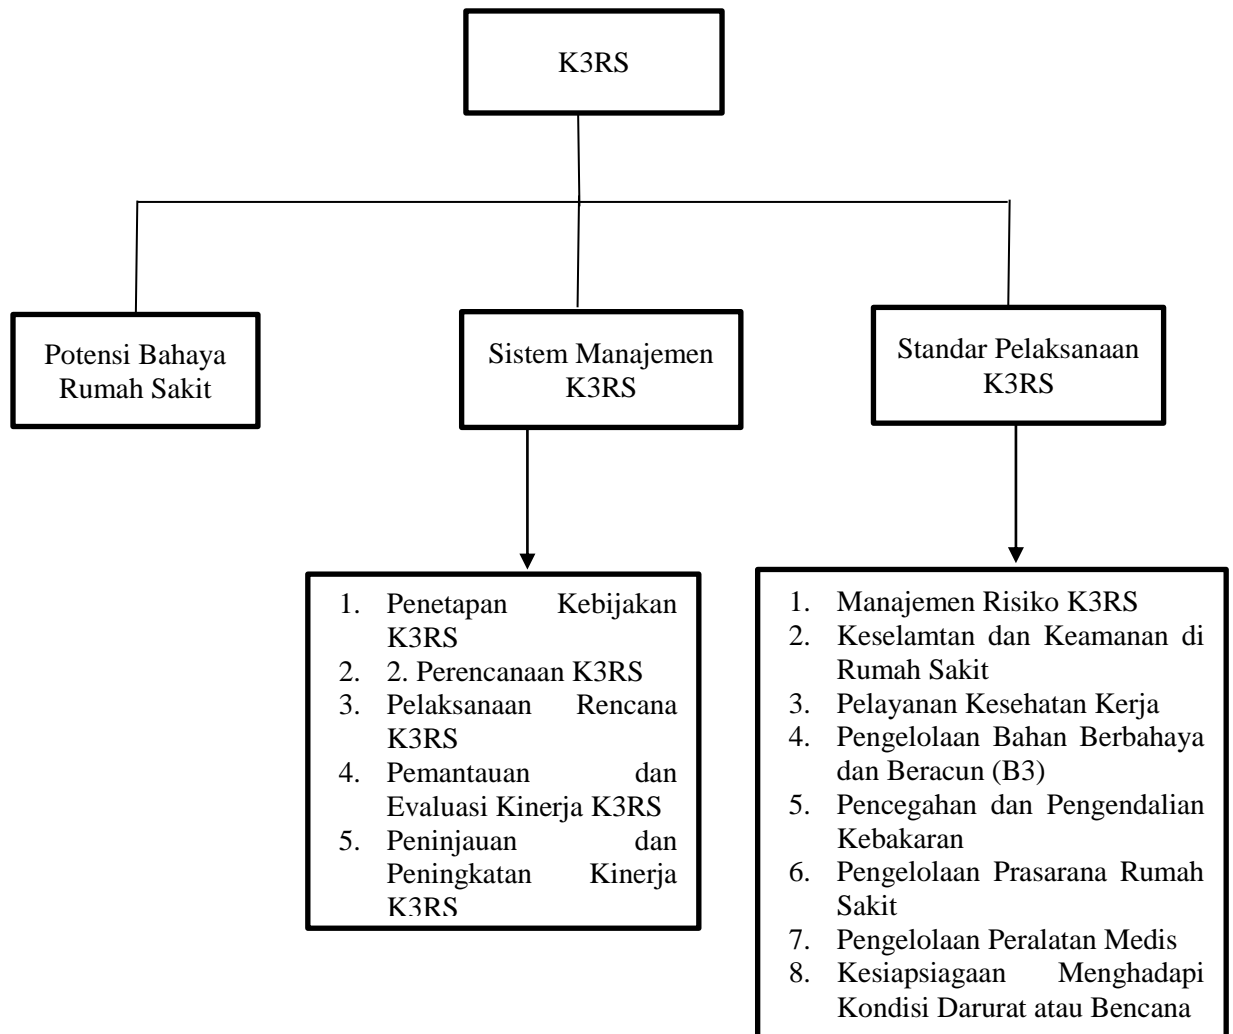 K3RS
Potensi Bahaya
Rumah Sakit
Sistem Manajemen
K3RS
Standar Pelaksanaan
K3RS
1. Penetapan Kebijakan
K3RS
2. 2. Perencanaan K3RS
3. Pelaksanaan Rencana
K3RS
4. Pemantauan dan
Evaluasi Kinerja K3RS
5. Peninjauan dan
Peningkatan Kinerja
K3RS
1. Manajemen Risiko K3RS
2. Keselamtan dan Keamanan di
Rumah Sakit
3. Pelayanan Kesehatan Kerja
4. Pengelolaan Bahan Berbahaya
dan Beracun (B3)
5. Pencegahan dan Pengendalian
Kebakaran
6. Pengelolaan Prasarana Rumah
Sakit
7. Pengelolaan Peralatan Medis
8. Kesiapsiagaan Menghadapi
Kondisi Darurat atau Bencana